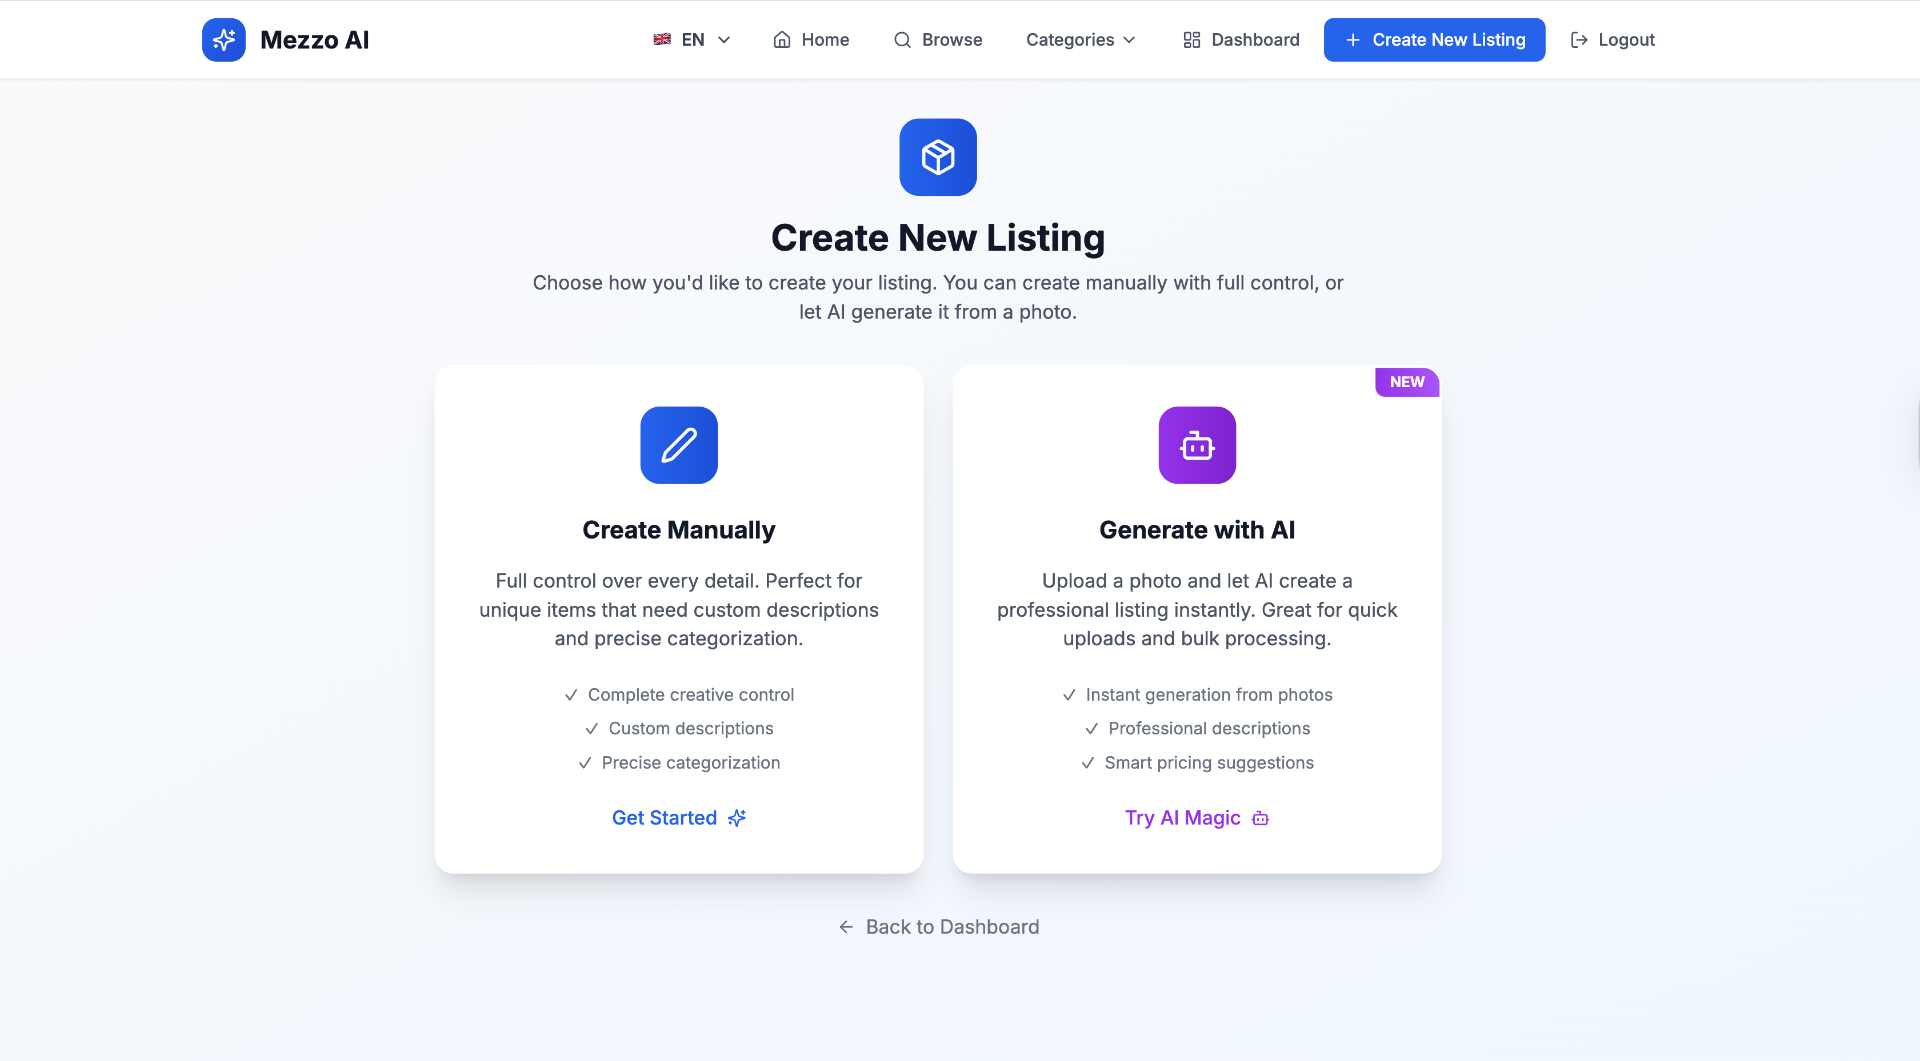 Mezzo AI
EN
Home
Browse
Categories
Dashboard
Create New Listing
Logout
Create New Listing
Choose how you'd like to create your listing. You can create manually with full control, or
let AI generate it from a photo.
Create Manually
Full control over every detail. Perfect for
unique items that need custom descriptions
and precise categorization.
Complete creative control
Custom descriptions
Precise categorization
Get Started
NEW
Generate with AI
Upload a photo and let AI create a
professional listing instantly. Great for quick
uploads and bulk processing.
Instant generation from photos
Professional descriptions
Smart pricing suggestions
Try AI Magic
Back to Dashboard